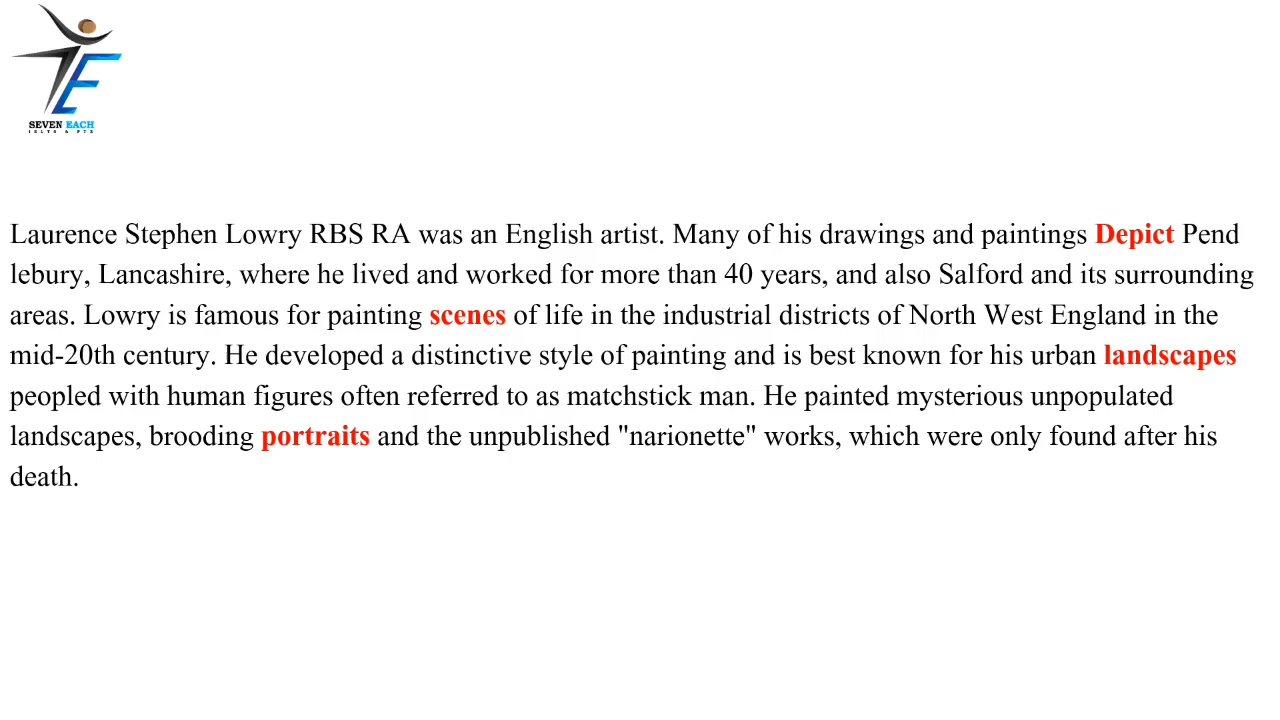 SEVEN EACH
IELTS & PTE
Laurence Stephen Lowry RBS RA was an English artist. Many of his drawings and paintings Depict Pend
lebury, Lancashire, where he lived and worked for more than 40 years, and also Salford and its surrounding
areas. Lowry is famous for painting scenes of life in the industrial districts of North West England in the
mid-20th century. He developed a distinctive style of painting and is best known for his urban landscapes
peopled with human figures often referred to as matchstick man. He painted mysterious unpopulated
landscapes, brooding portraits and the unpublished "narionette" works, which were only found after his
death.